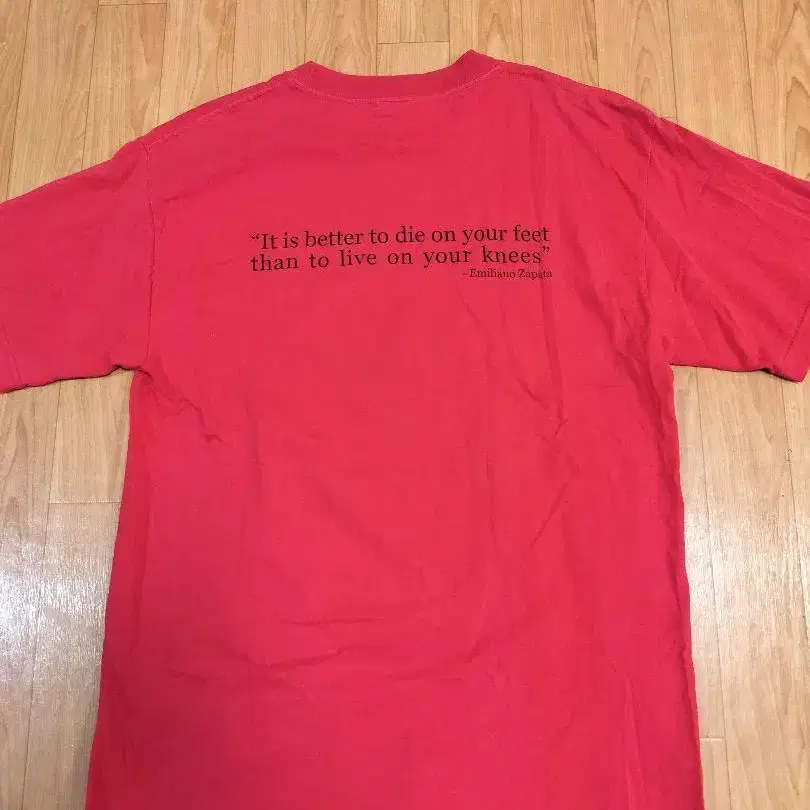 “It is better to die on your feet
than to live on your knees”
-Emiliano Zapata